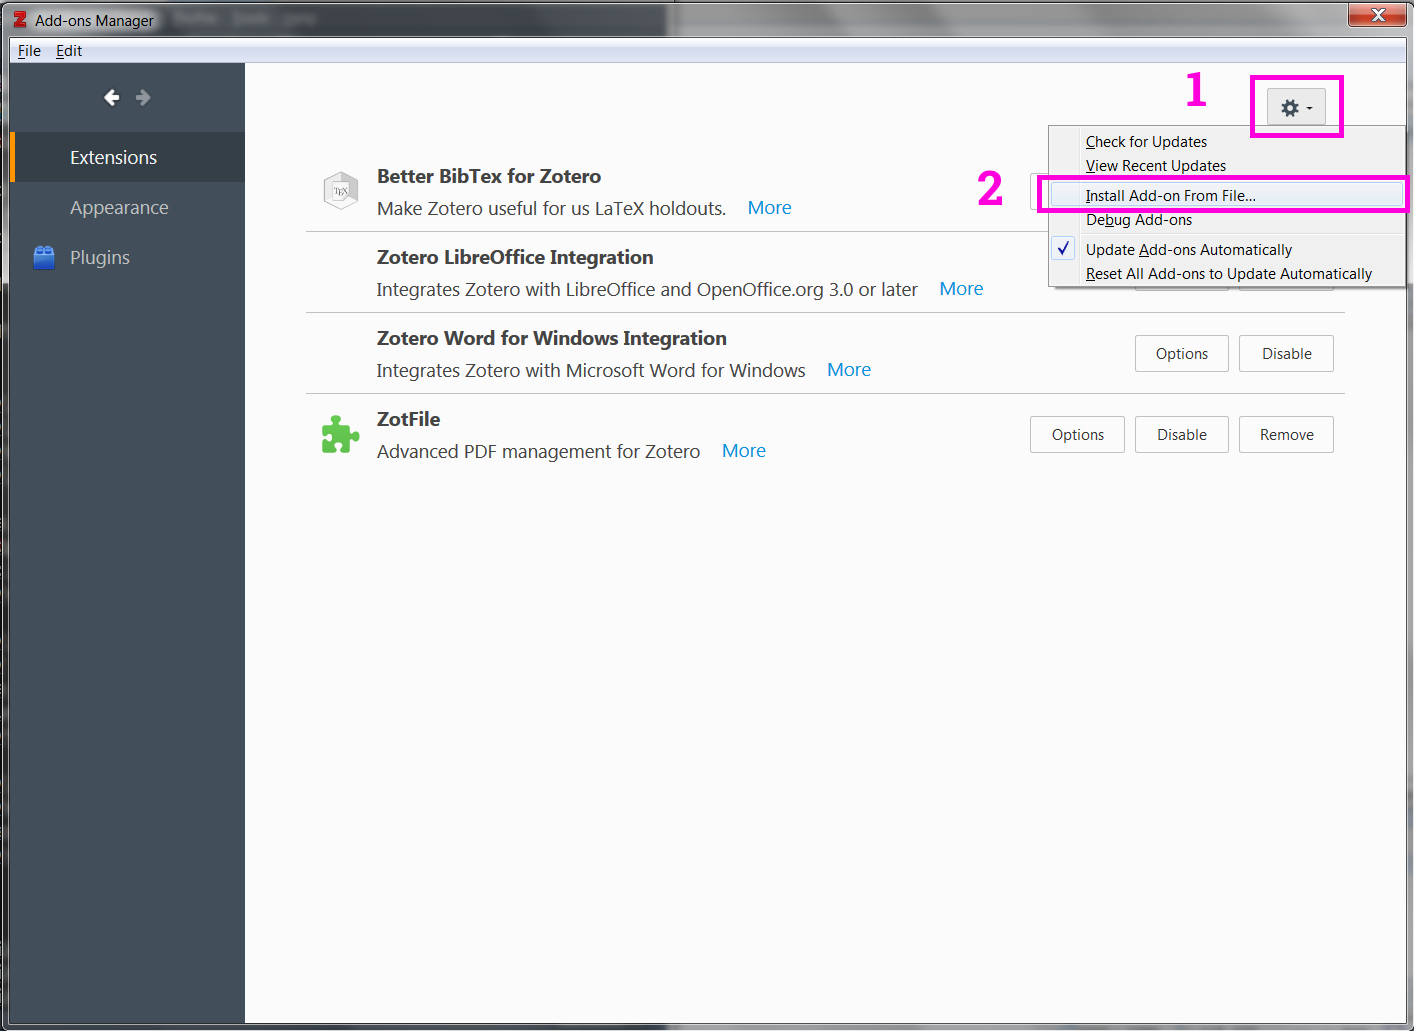 Add-ons Manager
File Edit
1
Extensions
Appearance
Plugins
Check for Updates
View Recent Updates
2
Install Add-on From File...
Debug Add-ons
Update Add-ons Automatically
Reset All Add-ons to Update Automatically
TEX
Better BibTex for Zotero
Make Zotero useful for us LaTeX holdouts. More
Zotero LibreOffice Integration
Integrates Zotero with LibreOffice and OpenOffice.org 3.0 or later More
Zotero Word for Windows Integration
Integrates Zotero with Microsoft Word for Windows More
Options Disable
ZotFile
Advanced PDF management for Zotero More
Options Disable Remove